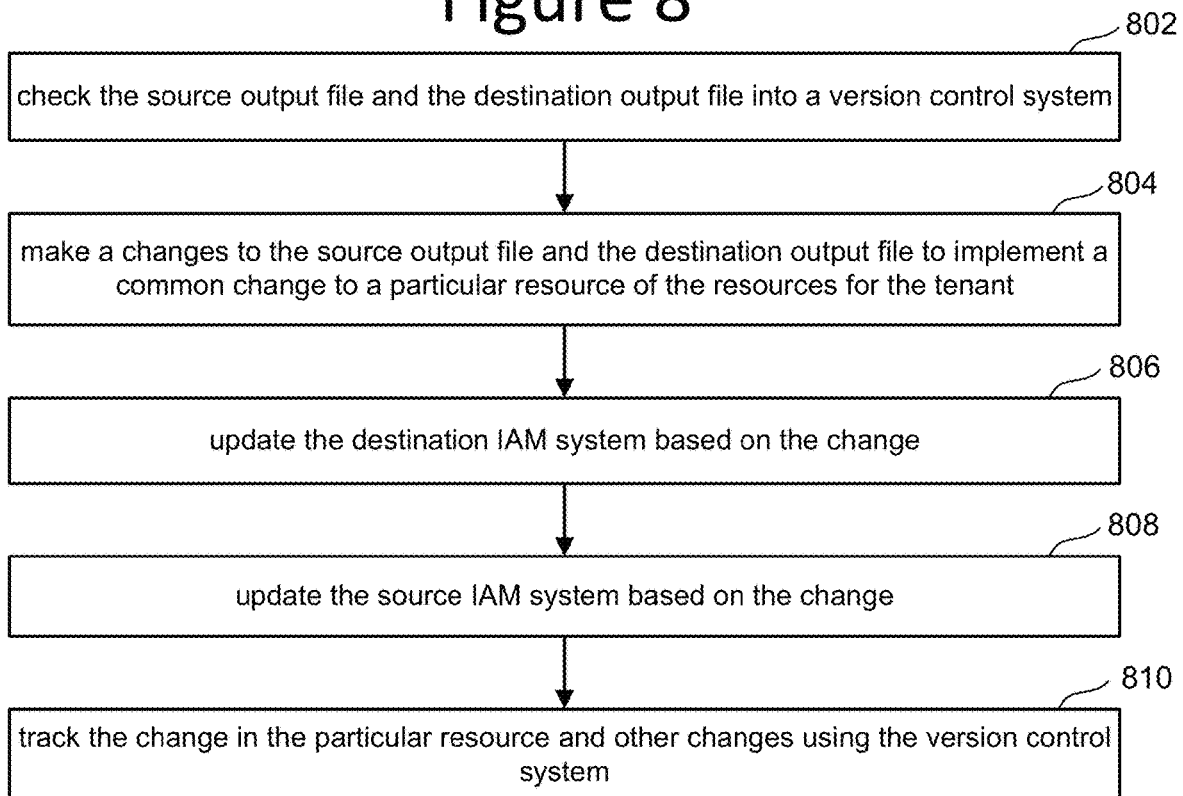 Figure 8
802
check the source output file and the destination output file into a version control system
804
make a changes to the source output file and the destination output file to implement a
common change to a particular resource of the resources for the tenant
806
update the destination IAM system based on the change
808
update the source IAM system based on the change
810
track the change in the particular resource and other changes using the version control
system